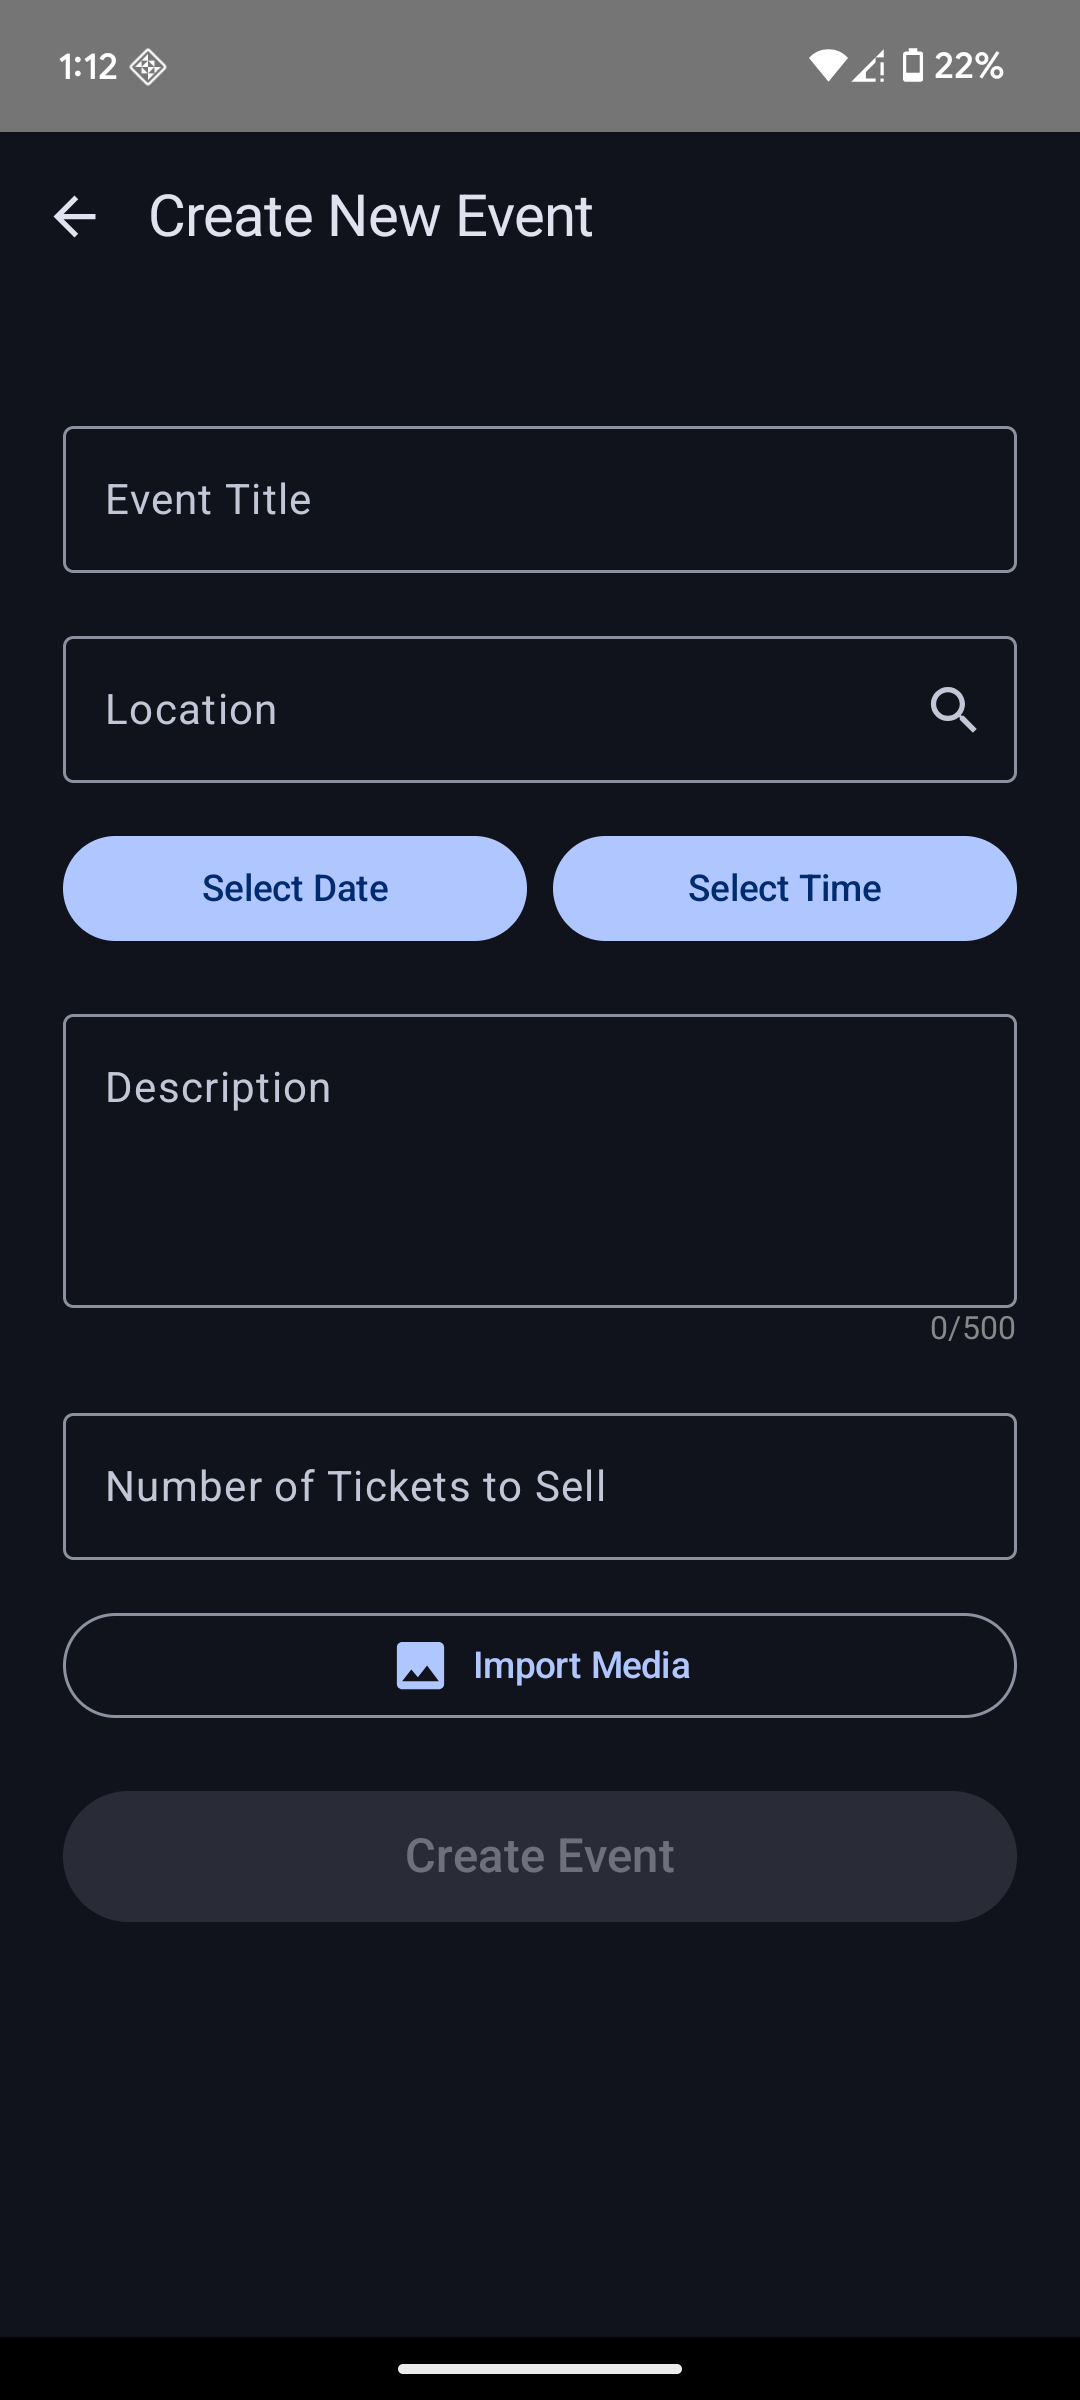 1:12
22%
Create New Event
Event Title
Location
Select Date
Select Time
Description
0/500
Number of Tickets to Sell
Import Media
Create Event